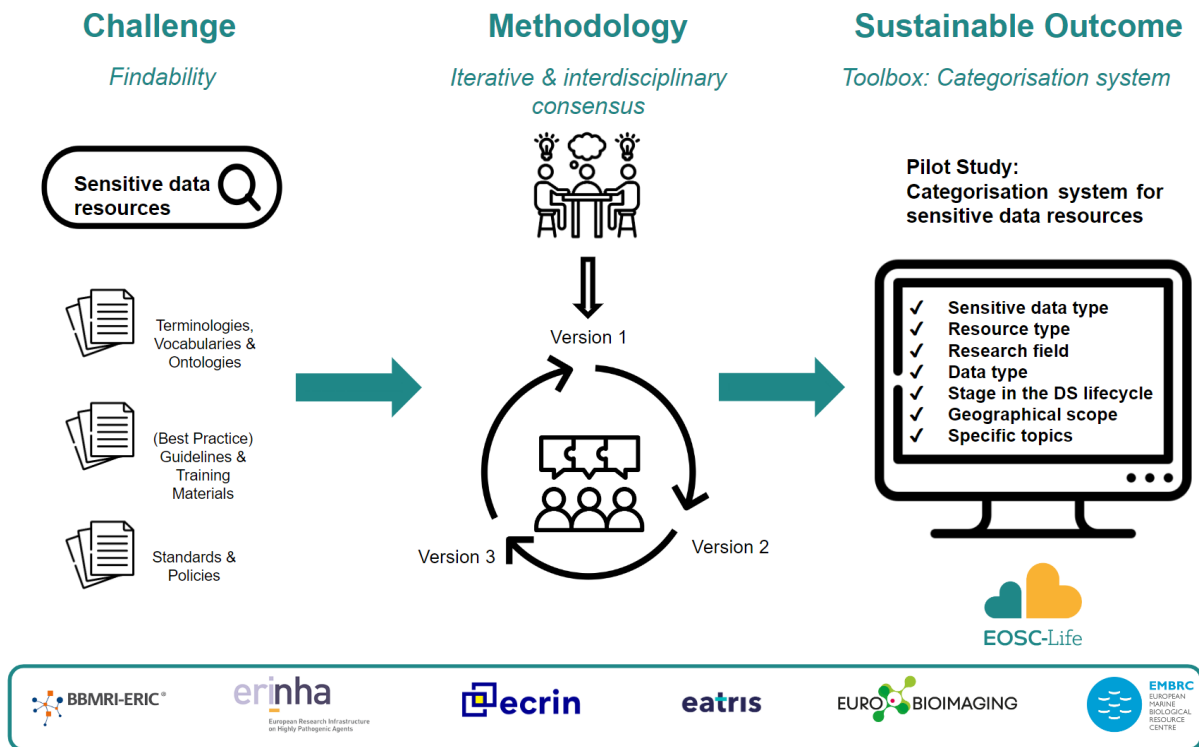 Challenge
Findability
Sensitive data
resources
Terminologies,
Vocabularies &
Ontologies
(Best Practice)
Guidelines &
Training
Materials
Standards &
Policies
Methodology
Iterative & interdisciplinary
consensus
Version 1
Version 2
Version 3
Sustainable Outcome
Toolbox: Categorisation system
Pilot Study:
Categorisation system for
sensitive data resources
✓ Sensitive data type
✓ Resource type
✓ Research field
✓ Data type
✓ Stage in the DS lifecycle
✓ Geographical scope
✓ Specific topics
EOSC-Life
BBMRI-ERIC®
erinha
European Research Infrastructure
on Highly Pathogenic Agents
ecrin
eatris
EURO BIOIMAGING
EMBRC
EUROPEAN
MARINE
BIOLOGICAL
RESOURCE
CENTRE